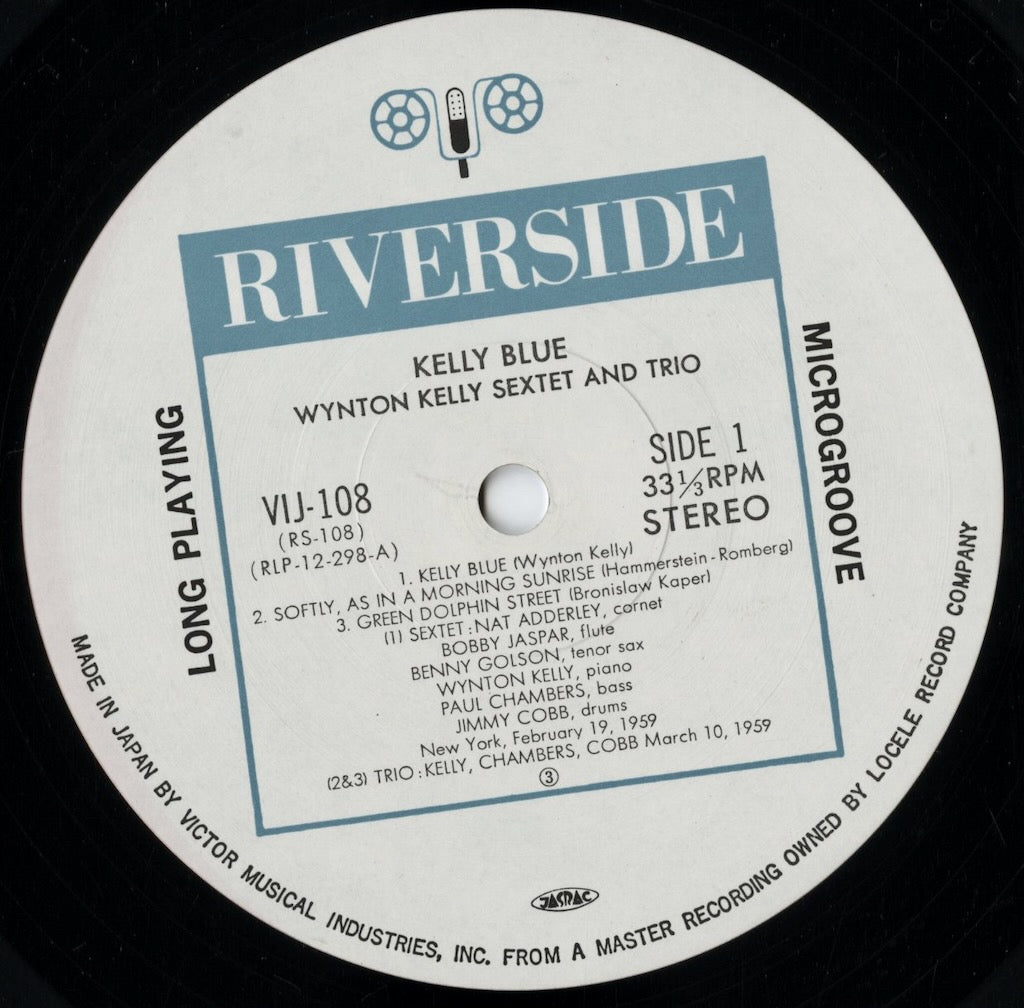 RIVERSIDE
KELLY BLUE
WYNTON KELLY SEXTET AND TRIO
LONG PLAYING
MICROGROOVE
VIJ-108
(RS-108)
(RLP-12-298-A)
SIDE 1
33 1/3 RPM
STEREO
1. KELLY BLUE (Wynton Kelly)
2. SOFTLY, AS IN A MORNING SUNRISE (Hammerstein-Romberg)
3. GREEN DOLPHIN STREET (Bronislaw Kaper)
(1) SEXTET: NAT ADDERLEY, cornet
BOBBY JASPAR, flute
BENNY GOLSON, tenor sax
WYNTON KELLY, piano
PAUL CHAMBERS, bass
JIMMY COBB, drums
New York, February 19, 1959
(2&3) TRIO: KELLY, CHAMBERS, COBB March 10, 1959
③
JASRAC
MADE IN JAPAN BY VICTOR MUSICAL INDUSTRIES, INC. FROM A MASTER RECORDING OWNED BY LOCELE RECORD COMPANY